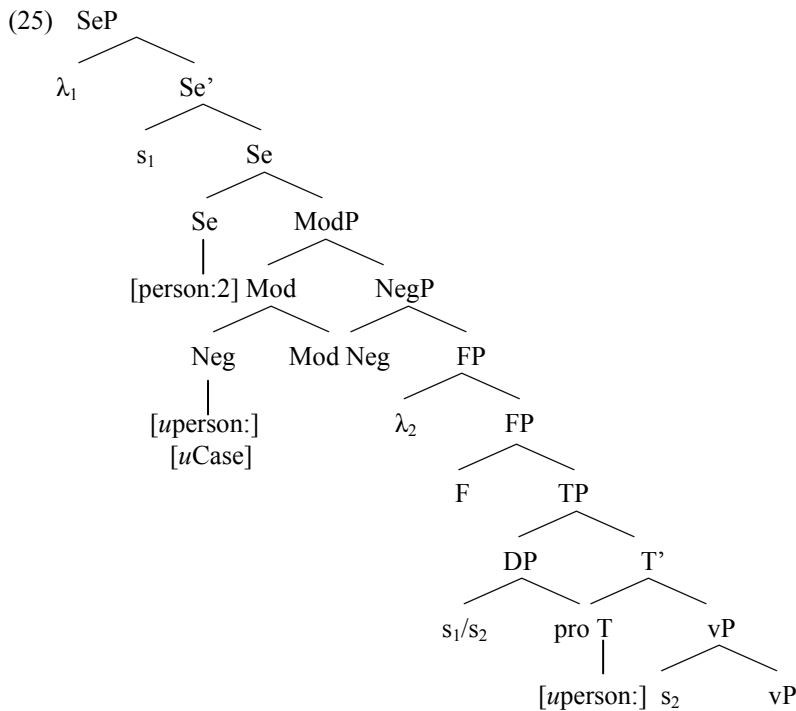 (25) SeP
λ₁ Se’
s₁ Se
Se ModP
[person:2] Mod NegP
Neg Mod Neg FP
[uperson:] λ₂ FP
[uCase]
F TP
DP T’
s₁/s₂ pro T vP
[uperson:] s₂ vP